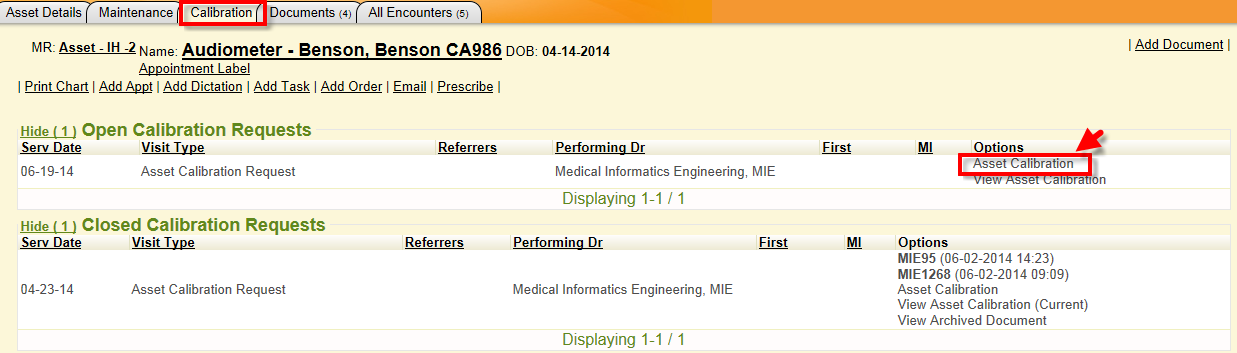 Asset Details Maintenance Calibration Documents (4) All Encounters (5)
MR: Asset - IH -2 Name: Audiometer - Benson, Benson CA986 DOB: 04-14-2014 | Add Document |
Appointment Label
| Print Chart | Add Appt | Add Dictation | Add Task | Add Order | Email | Prescribe |
Hide ( 1 ) Open Calibration Requests
Serv Date Visit Type Referrers Performing Dr First MI Options
06-19-14 Asset Calibration Request Medical Informatics Engineering, MIE Asset Calibration
View Asset Calibration
Displaying 1-1 / 1
Hide ( 1 ) Closed Calibration Requests
Serv Date Visit Type Referrers Performing Dr First MI Options
MIE95 (06-02-2014 14:23)
MIE1268 (06-02-2014 09:09)
04-23-14 Asset Calibration Request Medical Informatics Engineering, MIE Asset Calibration
View Asset Calibration (Current)
View Archived Document
Displaying 1-1 / 1